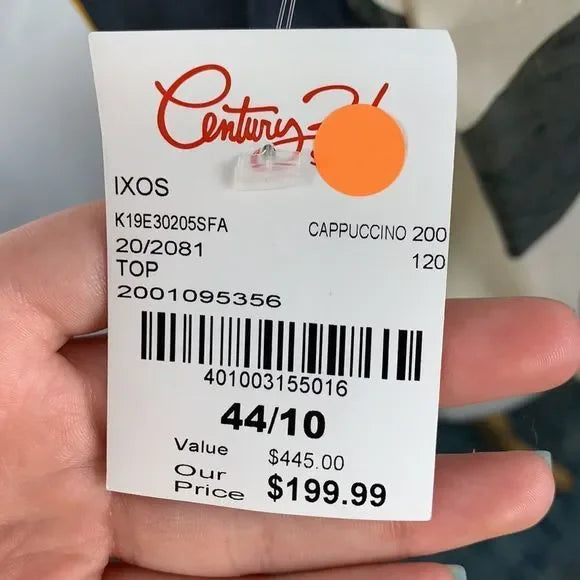 Century
IXOS
K19E30205SFA CAPPUCCINO 200
20/2081 120
TOP
2001095356
401003155016
44/10
Value $445.00
Our
Price $199.99